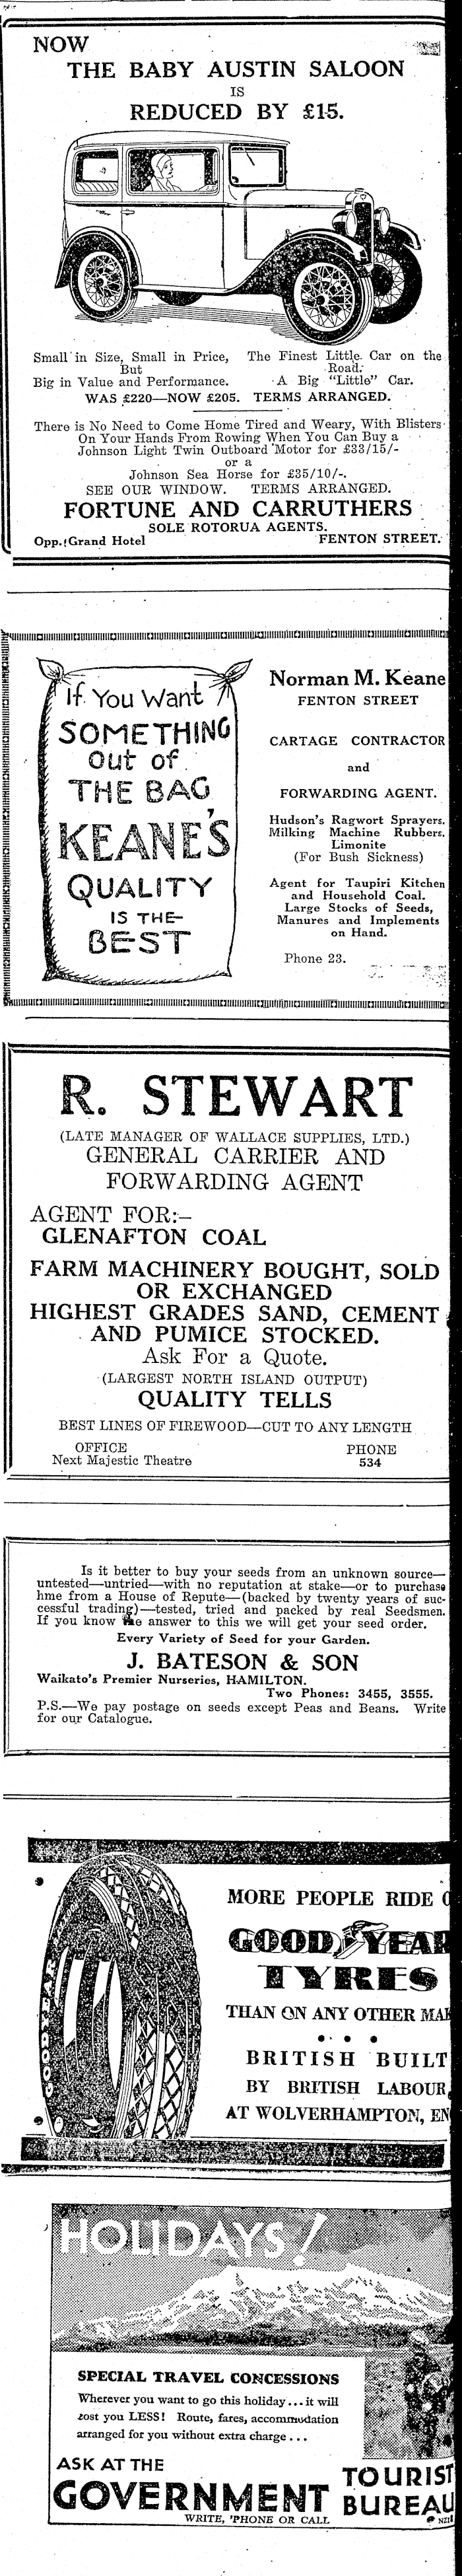 NOW
THE BABY AUSTIN SALOON
IS
REDUCED BY £15.
Small in Size, Small in Price,
But
Big in Value and Performance.
The Finest Little Car on the
Road.
A Big "Little" Car.
WAS £220—NOW £205. TERMS ARRANGED.
There is No Need to Come Home Tired and Weary, With Blisters
On Your Hands From Rowing When You Can Buy a
Johnson Light Twin Outboard Motor for £33/15/-
or a
Johnson Sea Horse for £35/10/-.
SEE OUR WINDOW. TERMS ARRANGED.
FORTUNE AND CARRUTHERS
SOLE ROTORUA AGENTS.
Opp. Grand Hotel FENTON STREET.
If You Want
SOMETHING
Out of
THE BAG
KEANE'S
QUALITY
IS THE
BEST
Norman M. Keane
FENTON STREET
CARTAGE CONTRACTOR
and
FORWARDING AGENT.
Hudson's Ragwort Sprayers.
Milking Machine Rubbers.
Limonite
(For Bush Sickness)
Agent for Taupiri Kitchen
and Household Coal.
Large Stocks of Seeds,
Manures and Implements
on Hand.
Phone 23.
R. STEWART
(LATE MANAGER OF WALLACE SUPPLIES, LTD.)
GENERAL CARRIER AND
FORWARDING AGENT
AGENT FOR:-
GLENAFTON COAL
FARM MACHINERY BOUGHT, SOLD
OR EXCHANGED
HIGHEST GRADES SAND, CEMENT
AND PUMICE STOCKED.
Ask For a Quote.
(LARGEST NORTH ISLAND OUTPUT)
QUALITY TELLS
BEST LINES OF FIREWOOD—CUT TO ANY LENGTH
OFFICE
Next Majestic Theatre
PHONE
534
Is it better to buy your seeds from an unknown source—
untested—untried—with no reputation at stake—or to purchase
hme from a House of Repute—(backed by twenty years of suc-
cessful trading)—tested, tried and packed by real Seedsmen.
If you know the answer to this we will get your seed order.
Every Variety of Seed for your Garden.
J. BATESON & SON
Waikato's Premier Nurseries, HAMILTON.
Two Phones: 3455, 3555.
P.S.—We pay postage on seeds except Peas and Beans. Write
for our Catalogue.
GOODYEAR
MORE PEOPLE RIDE O
GOODYEAR
TYRES
THAN ON ANY OTHER MAK
BRITISH BUILT
BY BRITISH LABOUR
AT WOLVERHAMPTON, EN
HOLIDAYS!
SPECIAL TRAVEL CONCESSIONS
Wherever you want to go this holiday . . . it will
cost you LESS! Route, fares, accommodation
arranged for you without extra charge . . .
ASK AT THE
GOVERNMENT
TOURIST
BUREAU
WRITE, 'PHONE OR CALL